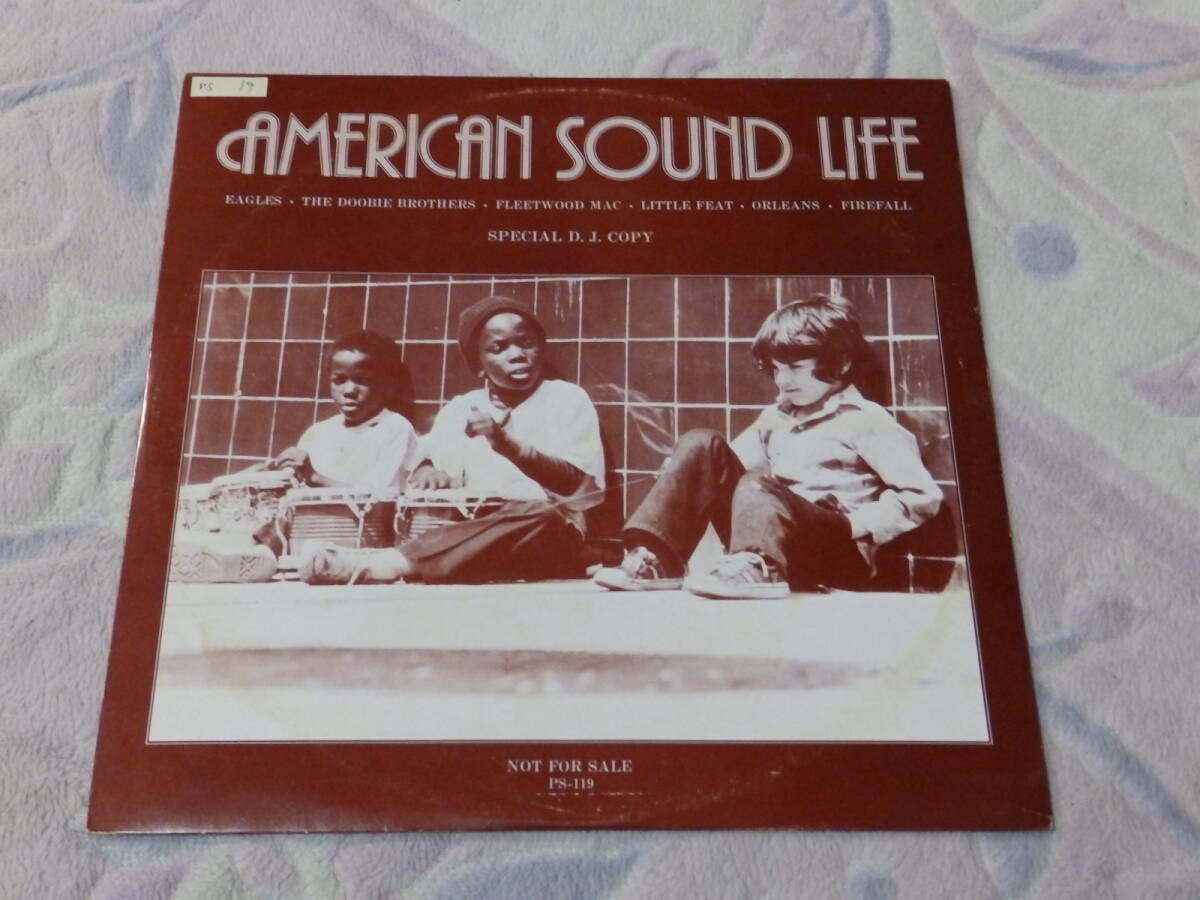 PS 19
AMERICAN SOUND LIFE
EAGLES • THE DOOBIE BROTHERS • FLEETWOOD MAC • LITTLE FEAT • ORLEANS • FIREFALL
SPECIAL D. J. COPY
NOT FOR SALE
PS-119